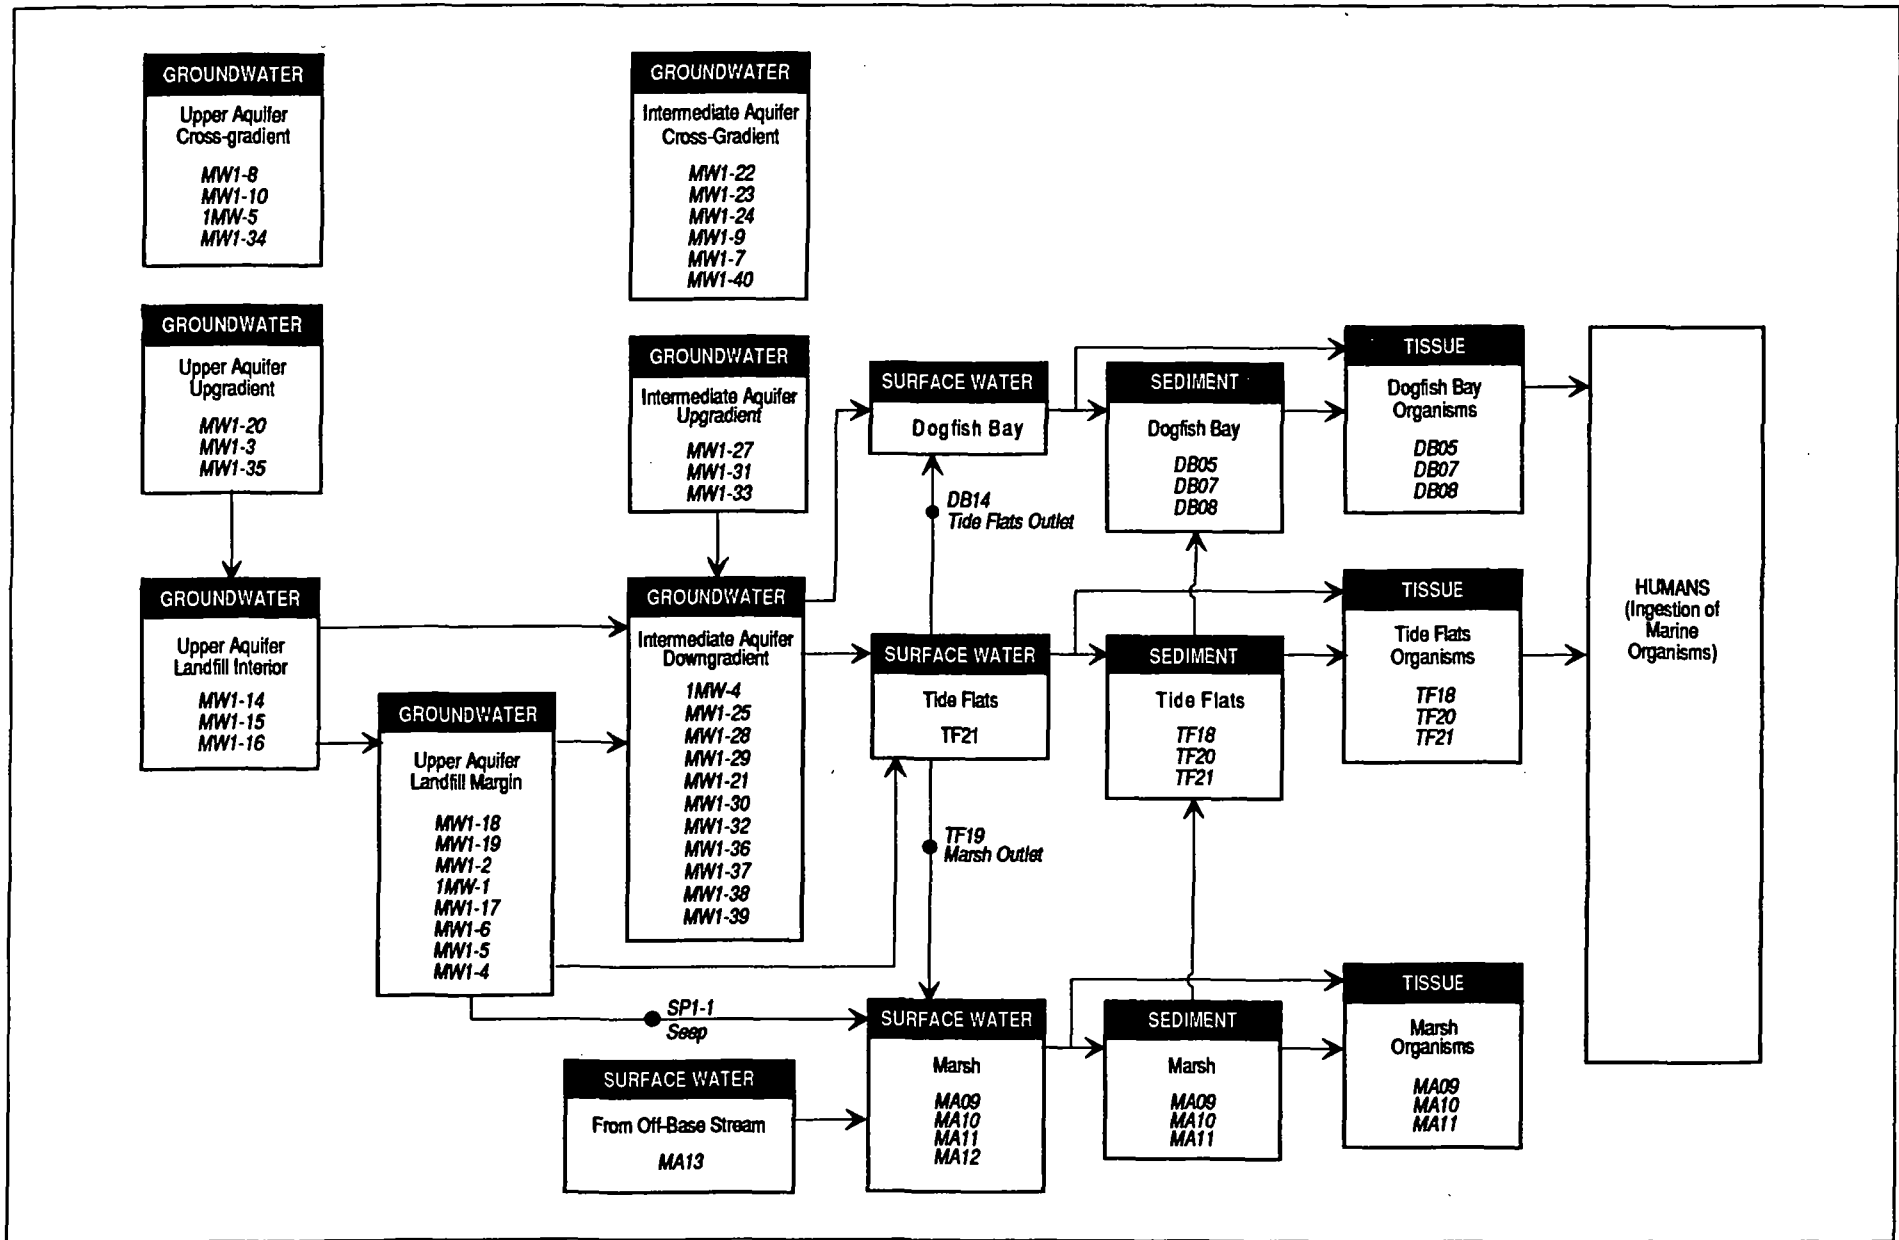 GROUNDWATER
Upper Aquifer
Cross-gradient
MW1-8
MW1-10
1MW-5
MW1-34
GROUNDWATER
Intermediate Aquifer
Cross-Gradient
MW1-22
MW1-23
MW1-24
MW1-9
MW1-7
MW1-40
GROUNDWATER
Upper Aquifer
Upgradient
MW1-20
MW1-3
MW1-35
GROUNDWATER
Intermediate Aquifer
Upgradient
MW1-27
MW1-31
MW1-33
SURFACE WATER
Dogfish Bay
SEDIMENT
Dogfish Bay
DB05
DB07
DB08
TISSUE
Dogfish Bay
Organisms
DB05
DB07
DB08
DB14
Tide Flats Outlet
GROUNDWATER
Upper Aquifer
Landfill Interior
MW1-14
MW1-15
MW1-16
GROUNDWATER
Upper Aquifer
Landfill Margin
MW1-18
MW1-19
MW1-2
1MW-1
MW1-17
MW1-6
MW1-5
MW1-4
GROUNDWATER
Intermediate Aquifer
Downgradient
1MW-4
MW1-25
MW1-28
MW1-29
MW1-21
MW1-30
MW1-32
MW1-36
MW1-37
MW1-38
MW1-39
SURFACE WATER
Tide Flats
TF21
SEDIMENT
Tide Flats
TF18
TF20
TF21
TISSUE
Tide Flats
Organisms
TF18
TF20
TF21
HUMANS
(Ingestion of
Marine
Organisms)
TF19
Marsh Outlet
SP1-1
Seep
SURFACE WATER
From Off-Base Stream
MA13
SURFACE WATER
Marsh
MA09
MA10
MA11
MA12
SEDIMENT
Marsh
MA09
MA10
MA11
TISSUE
Marsh
Organisms
MA09
MA10
MA11